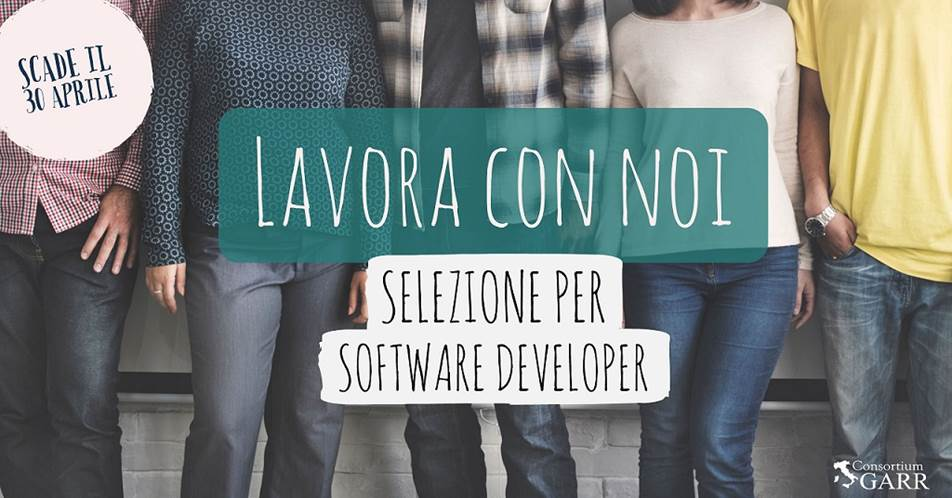 SCADE IL
30 APRILE
LAVORA CON NOI
SELEZIONE PER
SOFTWARE DEVELOPER
Consortium
GARR